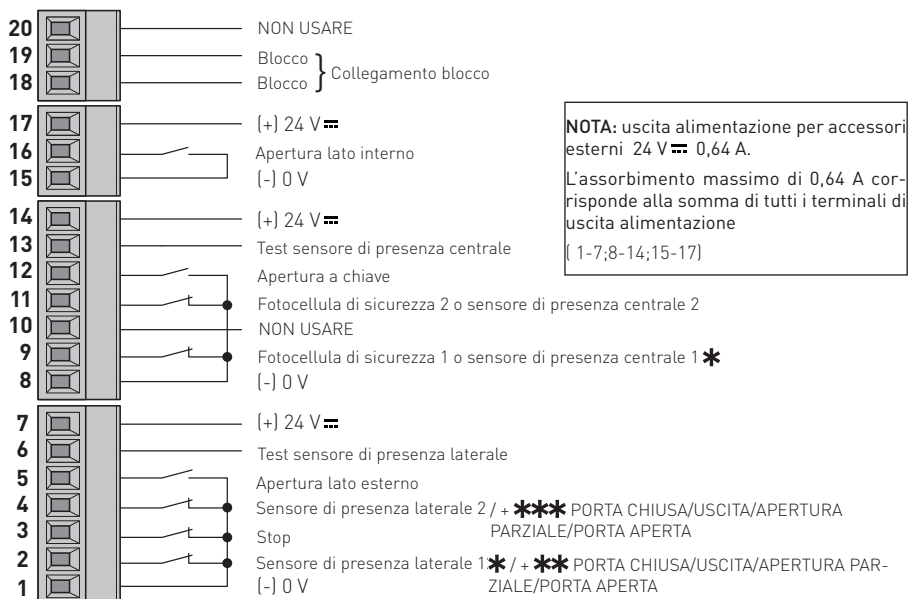 20 NON USARE
19 Blocco
18 Blocco
} Collegamento blocco
17 (+) 24 V
16 Apertura lato interno
15 (-) 0 V
14 (+) 24 V
13 Test sensore di presenza centrale
12 Apertura a chiave
11 Fotocellula di sicurezza 2 o sensore di presenza centrale 2
10 NON USARE
9 Fotocellula di sicurezza 1 o sensore di presenza centrale 1 ✱
8 (-) 0 V
7 (+) 24 V
6 Test sensore di presenza laterale
5 Apertura lato esterno
4 Sensore di presenza laterale 2 / + ✱✱✱ PORTA CHIUSA/USCITA/APERTURA
PARZIALE/PORTA APERTA
3 Stop
2 Sensore di presenza laterale 1 ✱ / + ✱✱ PORTA CHIUSA/USCITA/APERTURA PAR-
ZIALE/PORTA APERTA
1 (-) 0 V
NOTA: uscita alimentazione per accessori
esterni 24 V 0,64 A.
L'assorbimento massimo di 0,64 A cor-
risponde alla somma di tutti i terminali di
uscita alimentazione
( 1-7;8-14;15-17)